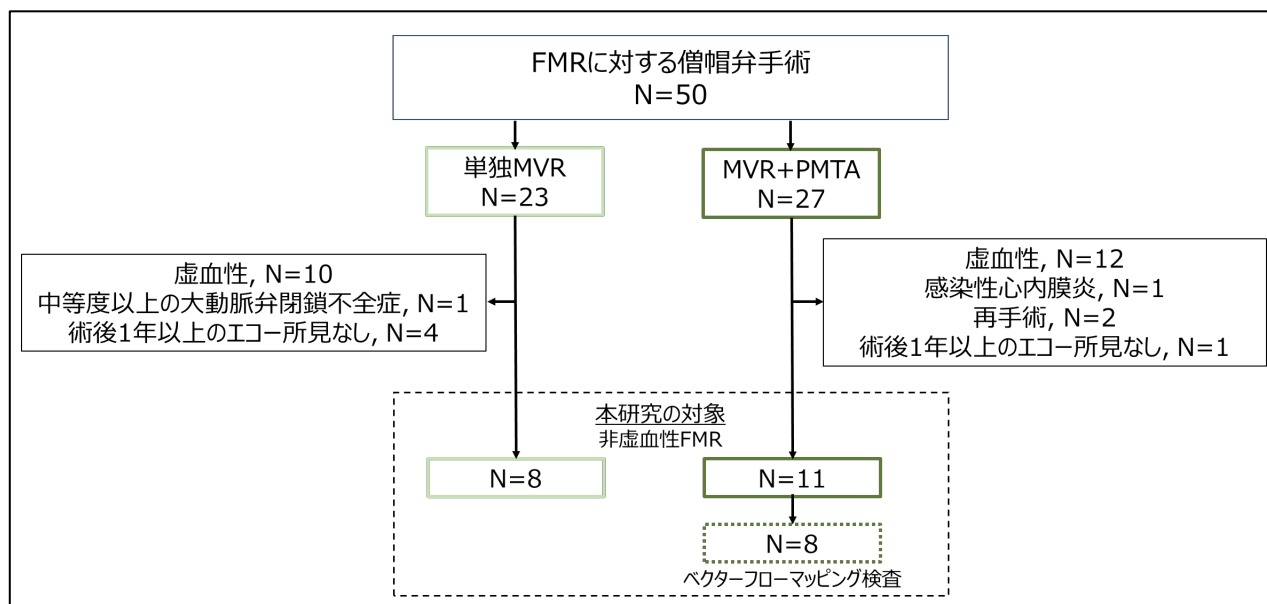 FMRに対する僧帽弁手術
N=50
単独MVR
N=23
MVR+PMTA
N=27
虚血性, N=10
中等度以上の大動脈弁閉鎖不全症, N=1
術後1年以上のエコー所見なし, N=4
虚血性, N=12
感染性心内膜炎, N=1
再手術, N=2
術後1年以上のエコー所見なし, N=1
本研究の対象
非虚血性FMR
N=8
N=11
N=8
ベクターフローマッピング検査